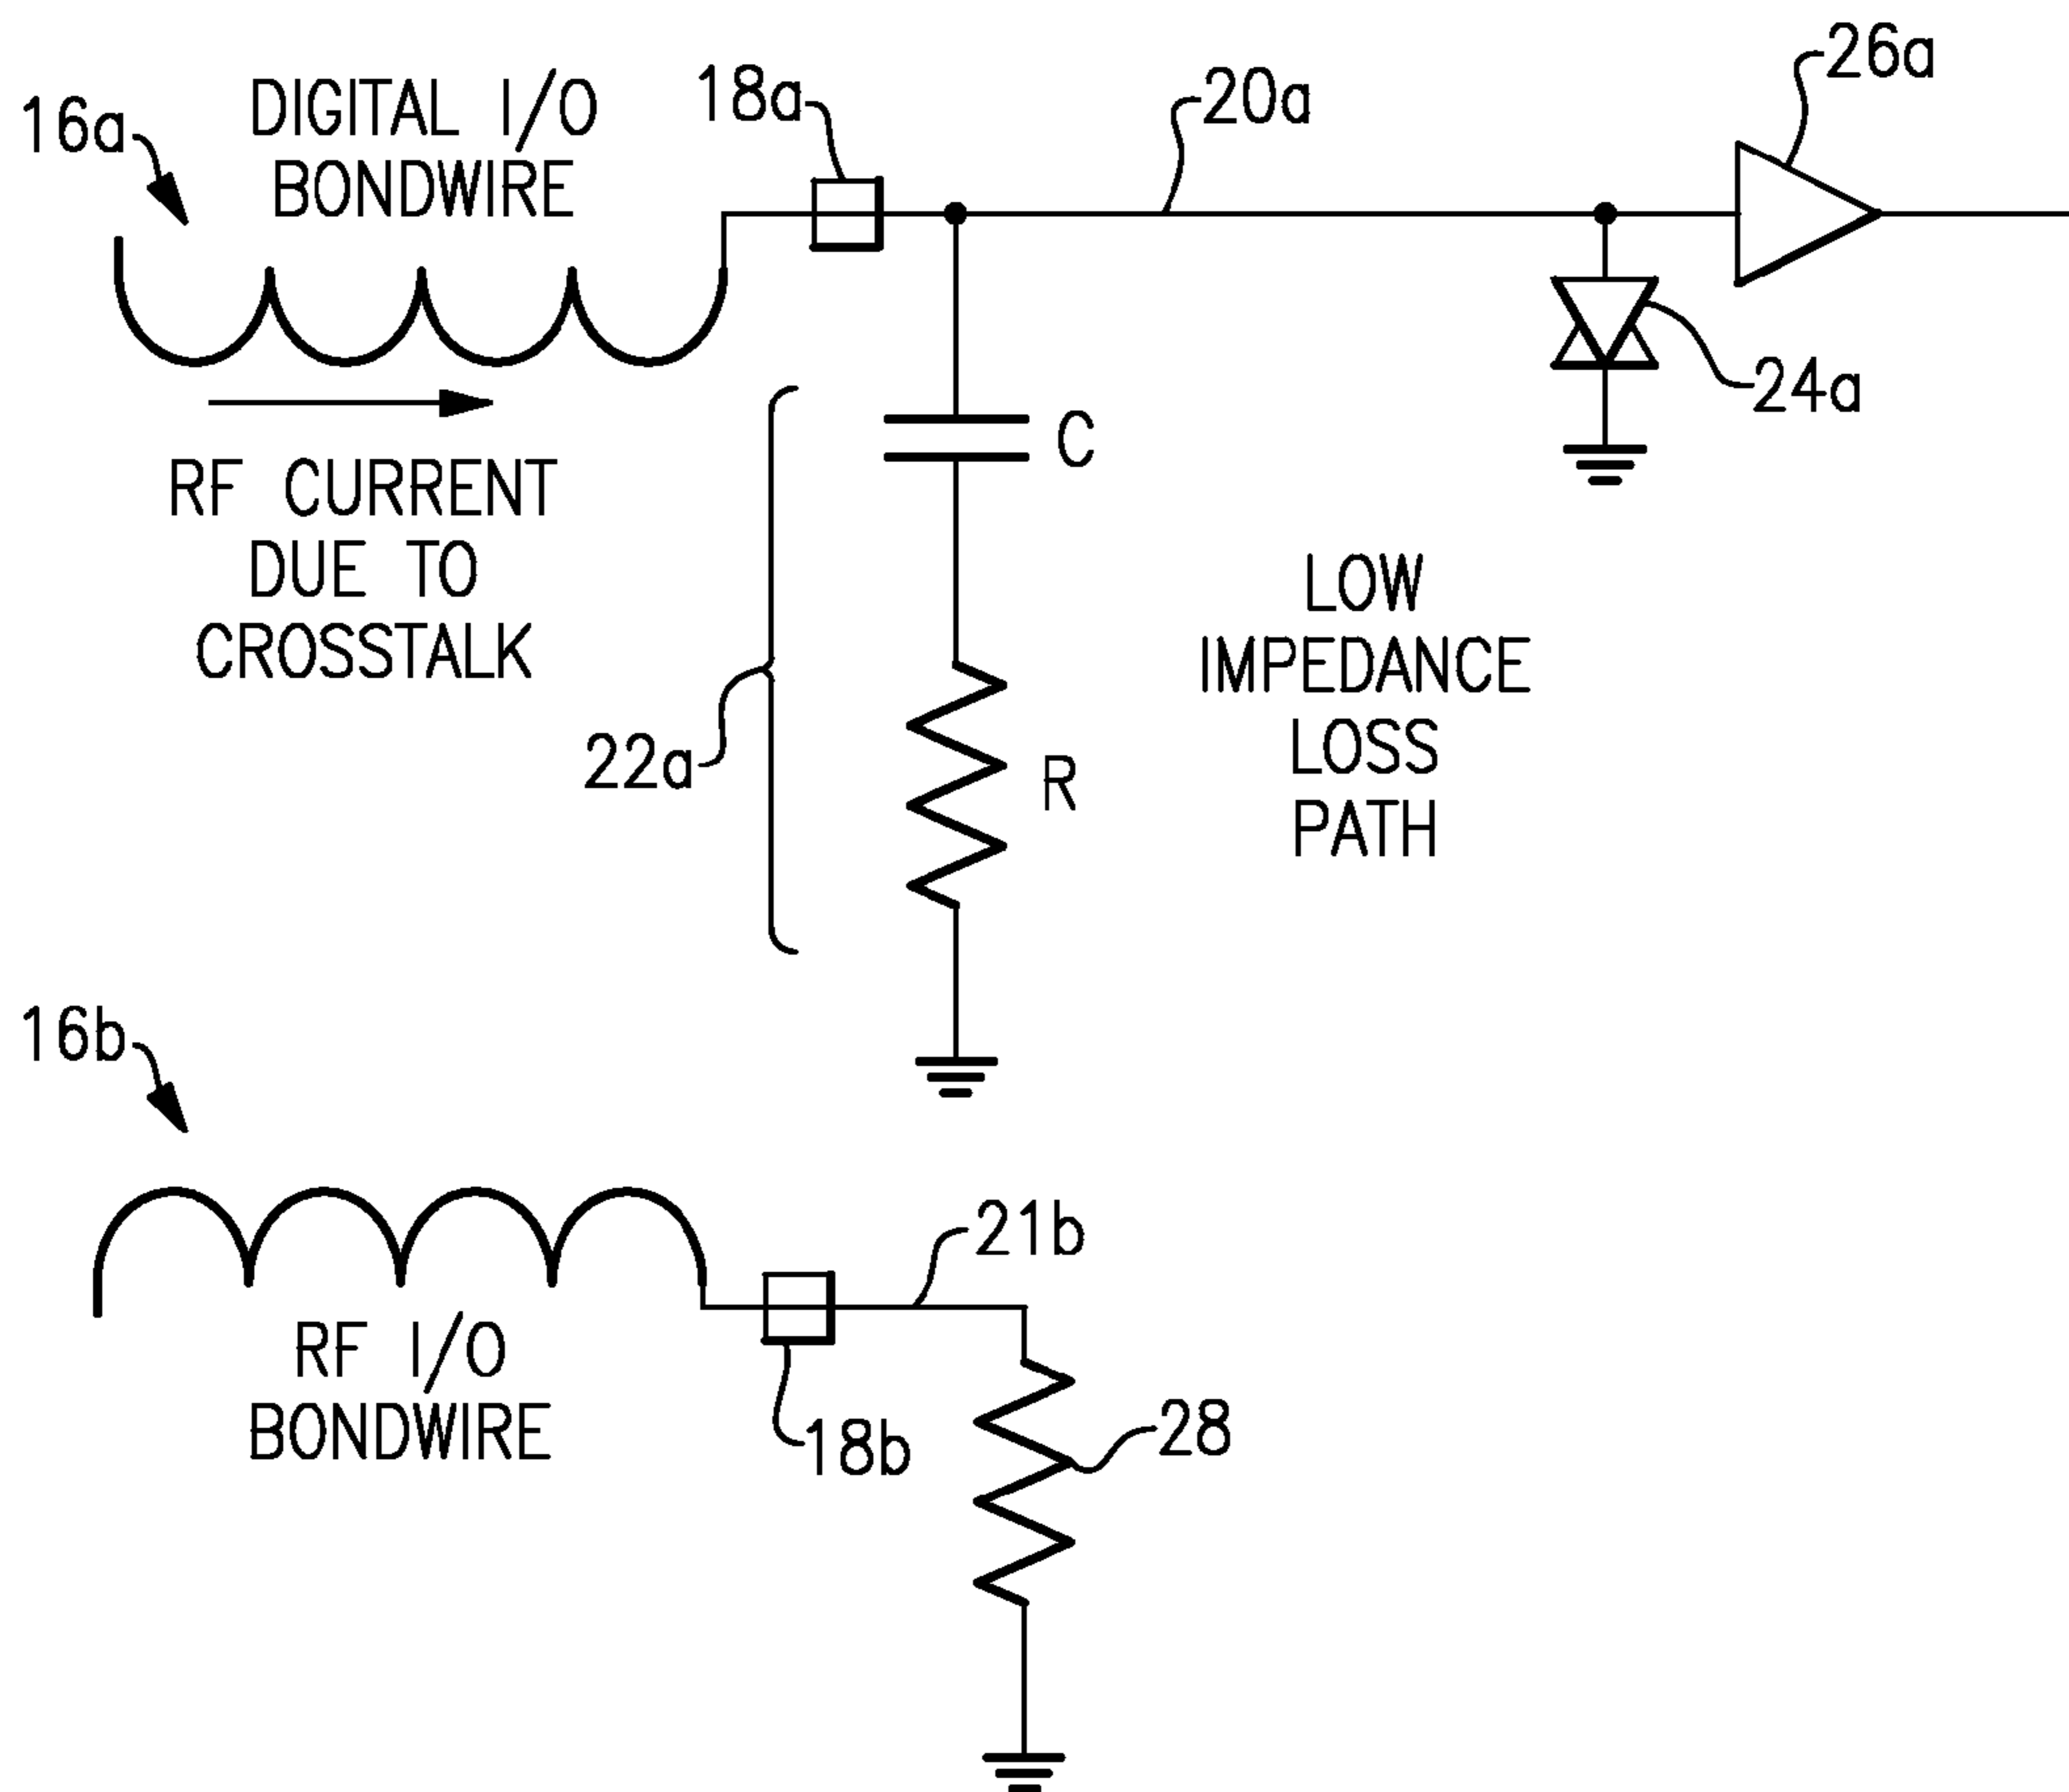 16a
DIGITAL I/O
BONDWIRE
18a
20a
26a
24a
RF CURRENT
DUE TO
CROSSTALK
C
22a
R
LOW
IMPEDANCE
LOSS
PATH
16b
RF I/O
BONDWIRE
21b
18b
28